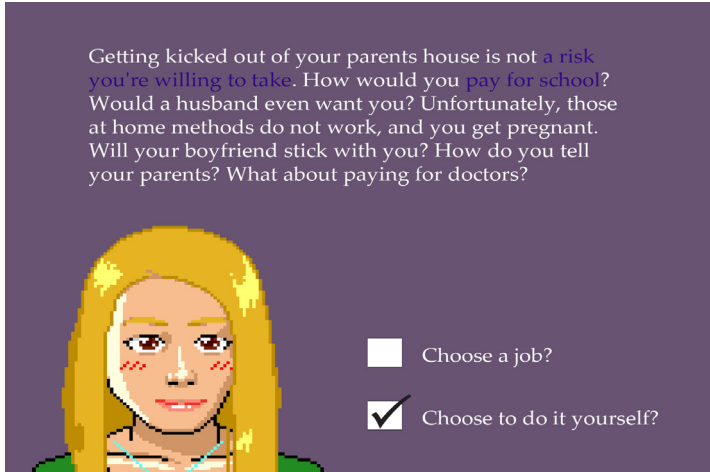 Getting kicked out of your parents house is not a risk
you're willing to take. How would you pay for school?
Would a husband even want you? Unfortunately, those
at home methods do not work, and you get pregnant.
Will your boyfriend stick with you? How do you tell
your parents? What about paying for doctors?
Choose a job?
Choose to do it yourself?